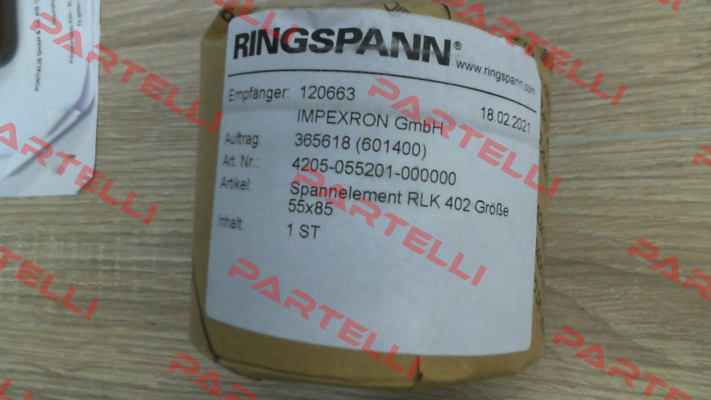 RINGSPANN®
www.ringspann.com
Empfänger: 120663
18 02.2021
IMPEXRON GmbH
Auftrag: 365618 (601400)
Art. Nr.: 4205-055201-000000
Artikel: Spannelement RLK 402 Größe
55x85
Inhalt: 1 ST
PARTELLI
PARTELLI
PARTELLI
PARTELLI
PARTELLI
PARTELLI
PARTELLI